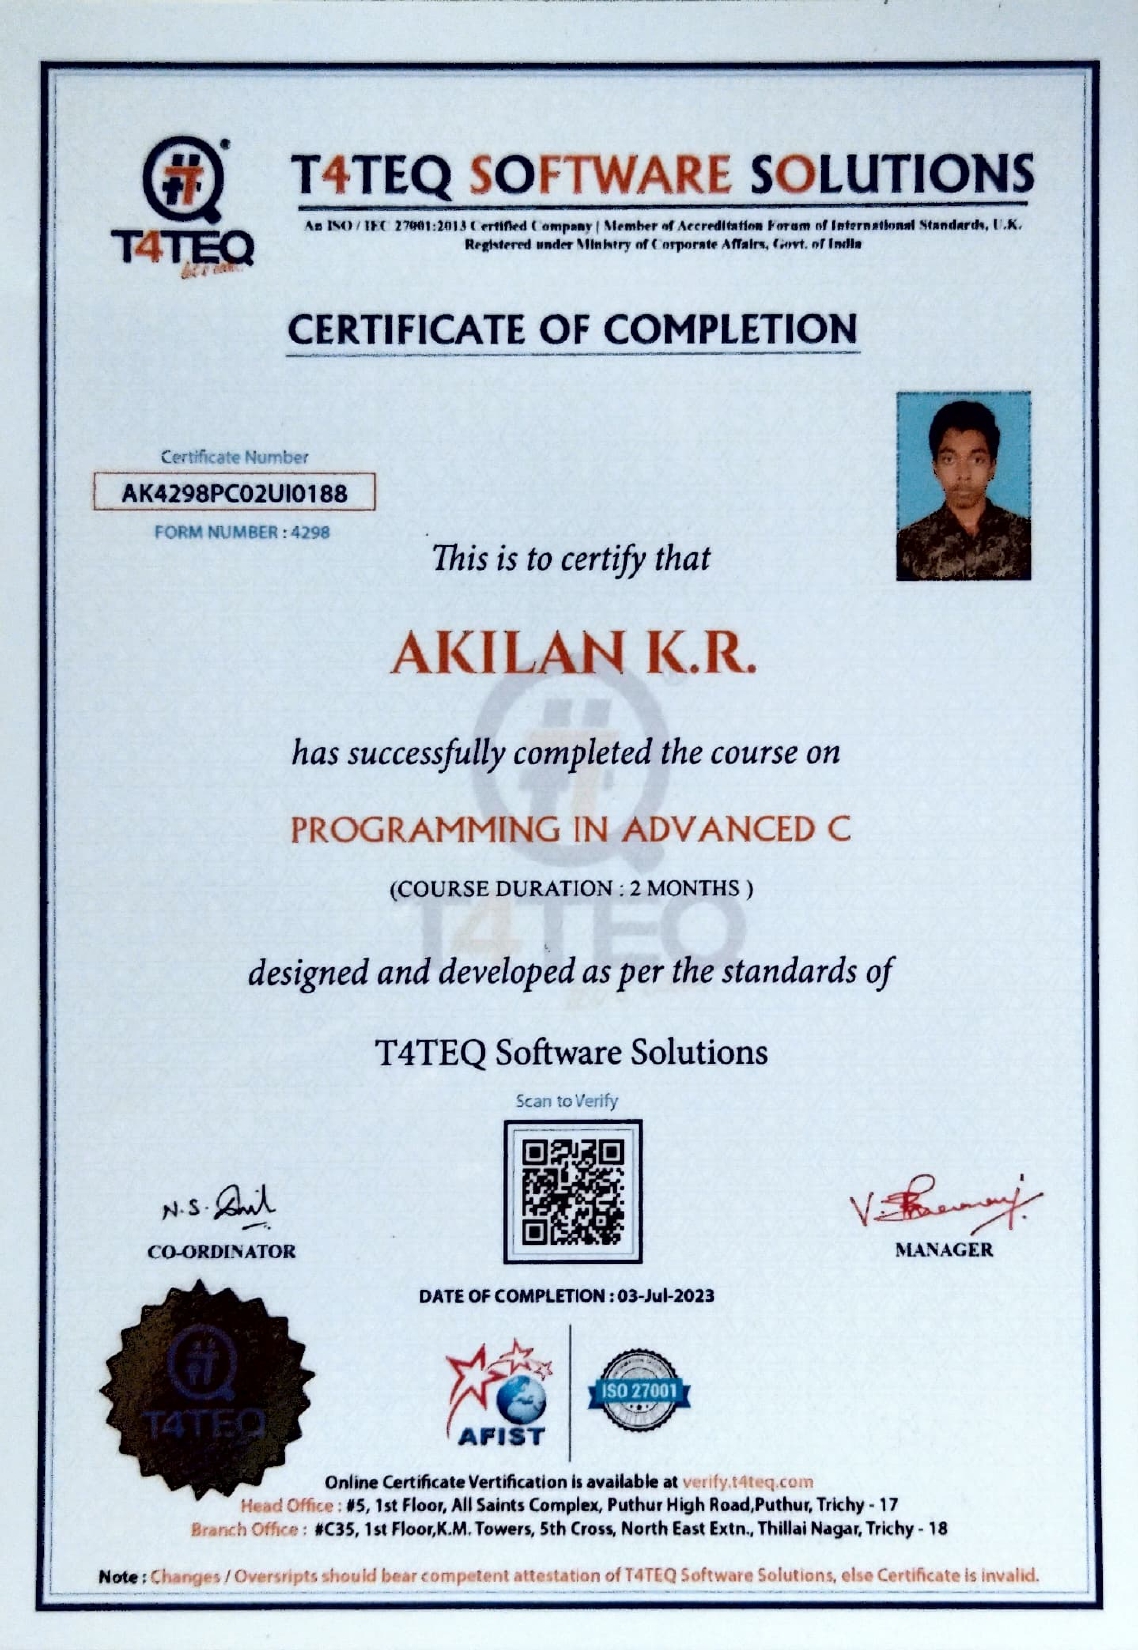 T4TEQ
T4TEQ SOFTWARE SOLUTIONS
An ISO / IEC 27001:2013 Certified Company | Member of Accreditation Forum of International Standards, U.K.
Registered under Ministry of Corporate Affairs, Govt. of India
CERTIFICATE OF COMPLETION
Certificate Number
AK4298PC02UI0188
FORM NUMBER : 4298
This is to certify that
AKILAN K.R.
has successfully completed the course on
PROGRAMMING IN ADVANCED C
(COURSE DURATION : 2 MONTHS )
T4TEQ
designed and developed as per the standards of
T4TEQ Software Solutions
Scan to Verify
N.S.
CO-ORDINATOR
V.
MANAGER
DATE OF COMPLETION : 03-Jul-2023
T4TEQ
AFIST
ISO 27001
Online Certificate Vertification is available at verify.t4teq.com
Head Office : #5, 1st Floor, All Saints Complex, Puthur High Road,Puthur, Trichy - 17
Branch Office : #C35, 1st Floor,K.M. Towers, 5th Cross, North East Extn., Thillai Nagar, Trichy - 18
Note : Changes / Oversripts should bear competent attestation of T4TEQ Software Solutions, else Certificate is invalid.